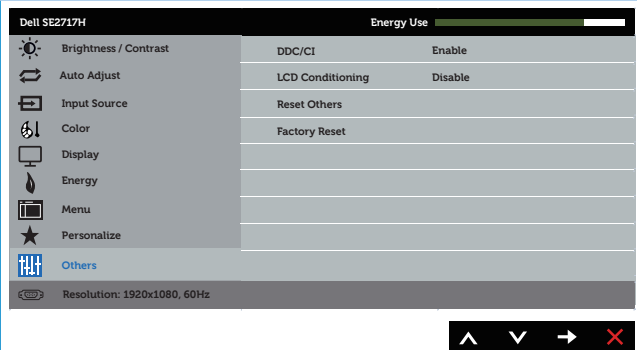 Dell SE2717H Energy Use
Brightness / Contrast
DDC/CI Enable
Auto Adjust
LCD Conditioning Disable
Input Source
Reset Others
Color
Factory Reset
Display
Energy
Menu
Personalize
Others
Resolution: 1920x1080, 60Hz